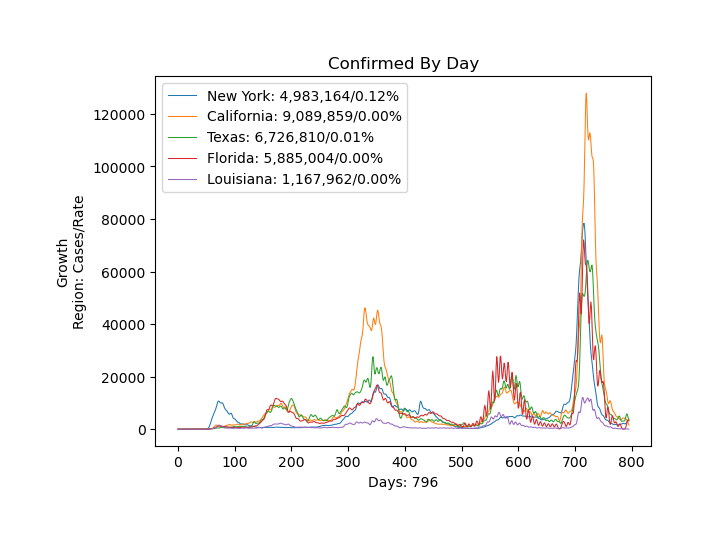 Confirmed By Day
New York: 4,983,164/0.12%
California: 9,089,859/0.00%
Texas: 6,726,810/0.01%
Florida: 5,885,004/0.00%
Louisiana: 1,167,962/0.00%
120000
100000
80000
60000
40000
20000
0
Growth
Region: Cases/Rate
0 100 200 300 400 500 600 700 800
Days: 796